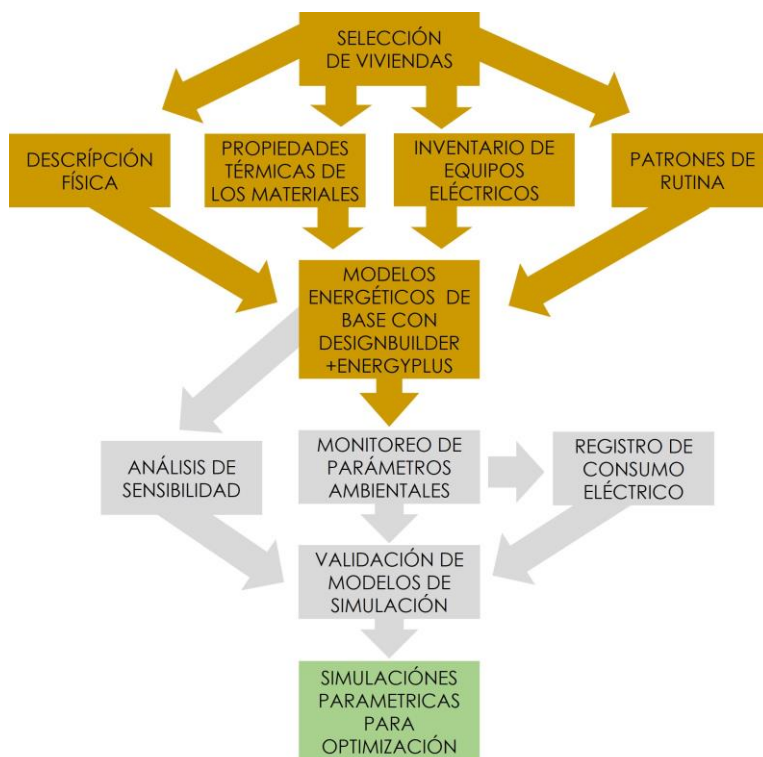 SELECCIÓN
DE VIVIENDAS
DESCRÍPCIÓN
FÍSICA
PROPIEDADES
TÉRMICAS DE
LOS MATERIALES
INVENTARIO DE
EQUIPOS
ELÉCTRICOS
PATRONES DE
RUTINA
MODELOS
ENERGÉTICOS DE
BASE CON
DESIGNBUILDER
+ENERGYPLUS
ANÁLISIS DE
SENSIBILIDAD
MONITOREO DE
PARÁMETROS
AMBIENTALES
REGISTRO DE
CONSUMO
ELÉCTRICO
VALIDACIÓN DE
MODELOS DE
SIMULACIÓN
SIMULACIÓNES
PARAMETRICAS
PARA
OPTIMIZACIÓN